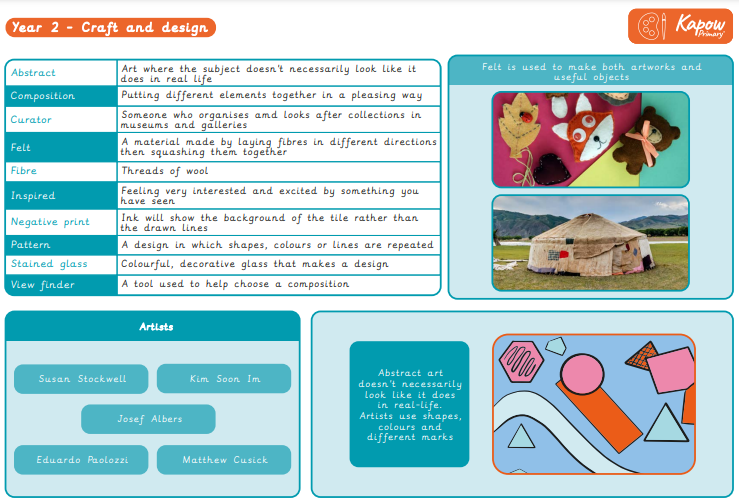 Year 2 - Craft and design
Kapow
Primary
Abstract
Art where the subject doesn't necessarily look like it
does in real life
Composition
Putting different elements together in a pleasing way
Curator
Someone who organises amd looks after collections in
museums and galleries
Felt
A material made by laying fibres in different directions
then squashing them together
Fibre
Threads of wool
Inspired
Feeling very interested and excited by something you
have seen
Negative print
Ink will show the background of the tile rather than
the drawn lines
Pattern
A design in which shapes, colours or lines are repeated
Stained glass
Colourful, decorative glass that makes a design
View finder
A tool used to help choose a composition
Felt is used to make both artworks and
useful objects
Artists
Susan Stockwell
Kim Soon Im
Josef Albers
Eduardo Paolozzi
Matthew Cusick
Abstract art
doesn't necessarily
look like it does
in real-life.
Artists use shapes,
colours and
different marks